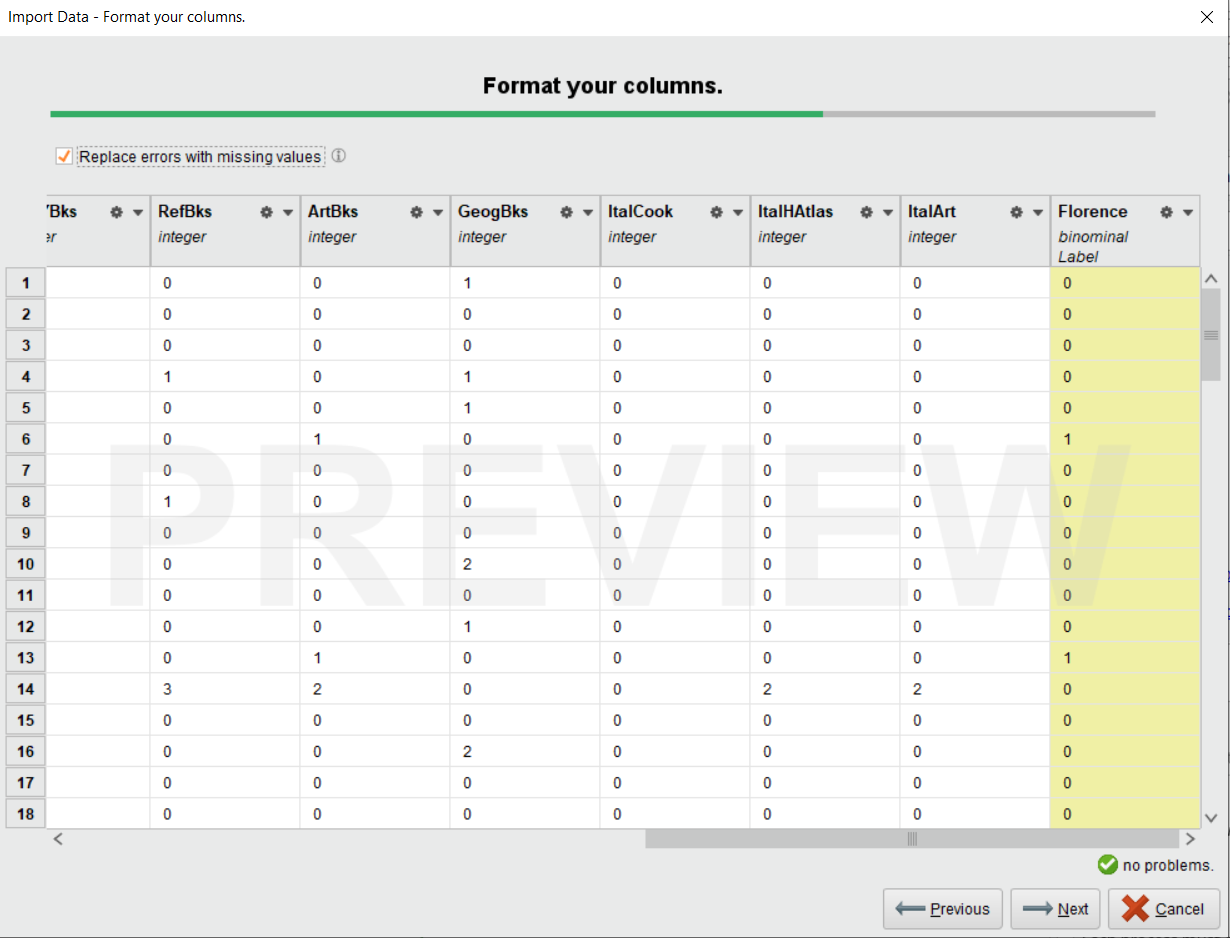 Import Data - Format your columns.
Format your columns.
Replace errors with missing values
RefBks ArtBks GeogBks ItalCook ItalHAtlas ItalArt Florence
integer integer integer integer integer integer binominal
Label
1 0 0 1 0 0 0 0
2 0 0 0 0 0 0 0
3 0 0 0 0 0 0 0
4 1 0 1 0 0 0 0
5 0 0 1 0 0 0 0
6 0 1 0 0 0 0 1
7 0 0 0 0 0 0 0
8 1 0 0 0 0 0 0
9 0 0 0 0 0 0 0
10 0 0 2 0 0 0 0
11 0 0 0 0 0 0 0
12 0 0 1 0 0 0 0
13 0 1 0 0 0 0 1
14 3 2 0 0 2 2 0
15 0 0 0 0 0 0 0
16 0 0 2 0 0 0 0
17 0 0 0 0 0 0 0
18 0 0 0 0 0 0 0
PREVIEW
no problems.
Previous Next Cancel